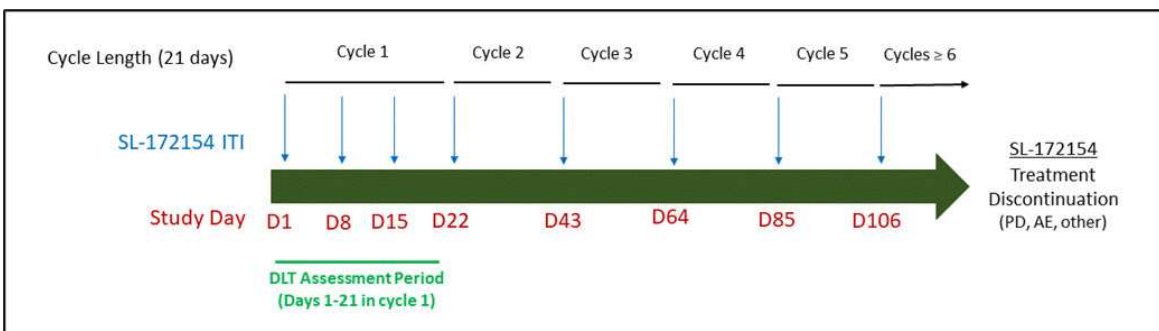 Cycle Length (21 days)
Cycle 1
Cycle 2
Cycle 3
Cycle 4
Cycle 5
Cycles ≥ 6
SL-172154 ITI
SL-172154
Treatment
Discontinuation
(PD, AE, other)
Study Day
D1
D8
D15
D22
D43
D64
D85
D106
DLT Assessment Period
(Days 1-21 in cycle 1)